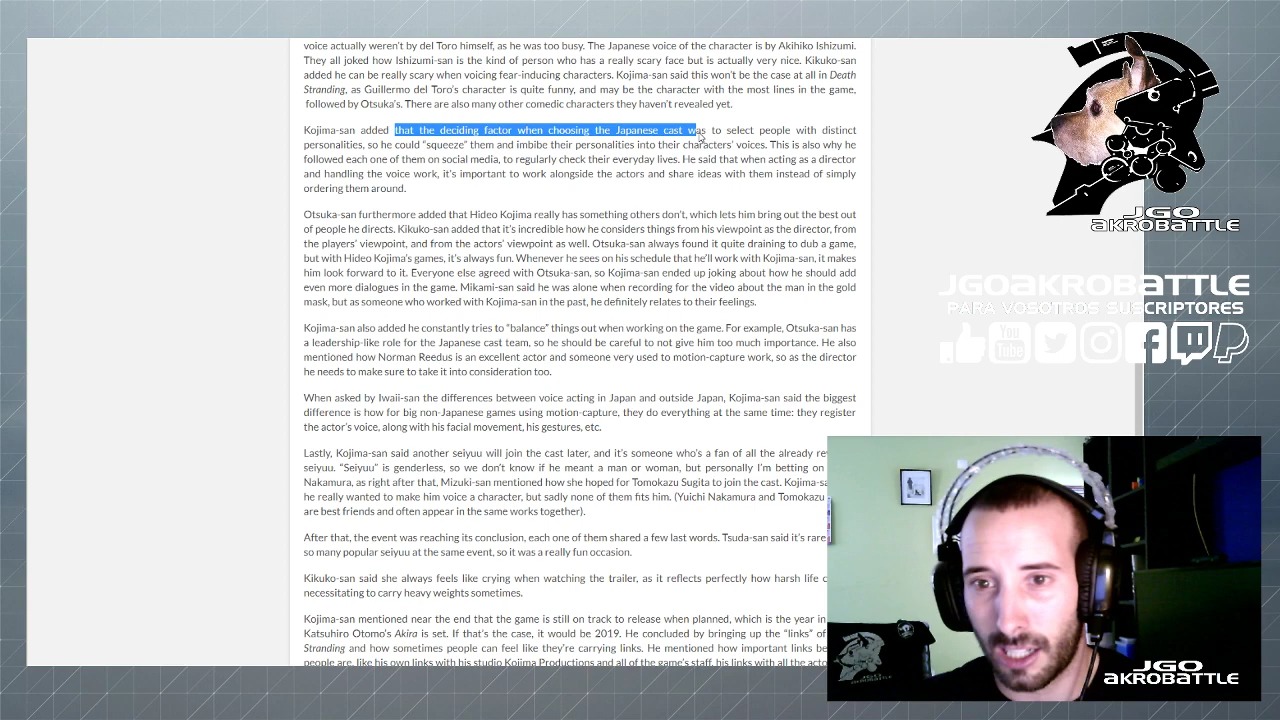 voice actually weren't by del Toro himself, as he was too busy. The Japanese voice of the character is by Akihiko Ishizumi.
They all joked how Ishizumi-san is the kind of person who has a really scary face but is actually very nice. Kikuko-san
added he can be really scary when voicing fear-inducing characters. Kojima-san said this won't be the case at all in Death
Stranding, as Guillermo del Toro's character is quite funny, and may be the character with the most lines in the game,
followed by Otsuka's. There are also many other comedic characters they haven't revealed yet.
Kojima-san added that the deciding factor when choosing the Japanese cast was to select people with distinct
personalities, so he could “squeeze” them and imbibe their personalities into their characters' voices. This is also why he
followed each one of them on social media, to regularly check their everyday lives. He said that when acting as a director
and handling the voice work, it's important to work alongside the actors and share ideas with them instead of simply
ordering them around.
Otsuka-san furthermore added that Hideo Kojima really has something others don't, which lets him bring out the best out
of people he directs. Kikuko-san added that it's incredible how he considers things from his viewpoint as the director, from
the players' viewpoint, and from the actors' viewpoint as well. Otsuka-san always found it quite draining to dub a game,
but with Hideo Kojima's games, it's always fun. Whenever he sees on his schedule that he'll work with Kojima-san, it makes
him look forward to it. Everyone else agreed with Otsuka-san, so Kojima-san ended up joking about how he should add
even more dialogues in the game. Mikami-san said he was alone when recording for the video about the man in the gold
mask, but as someone who worked with Kojima-san in the past, he definitely relates to their feelings.
Kojima-san also added he constantly tries to “balance” things out when working on the game. For example, Otsuka-san has
a leadership-like role for the Japanese cast team, so he should be careful to not give him too much importance. He also
mentioned how Norman Reedus is an excellent actor and someone very used to motion-capture work, so as the director
he needs to make sure to take it into consideration too.
When asked by Iwaii-san the differences between voice acting in Japan and outside Japan, Kojima-san said the biggest
difference is how for big non-Japanese games using motion-capture, they do everything at the same time: they register
the actor's voice, along with his facial movement, his gestures, etc.
Lastly, Kojima-san said another seiyuu will join the cast later, and it's someone who's a fan of all the already
seiyuu. “Seiyuu” is genderless, so we don't know if he meant a man or woman, but personally I'm betting on
Nakamura, as right after that, Mizuki-san mentioned how she hoped for Tomokazu Sugita to join the cast.
he really wanted to make him voice a character, but sadly none of them fits him. (Yuichi Nakamura and Tomokazu
are best friends and often appear in the same works together).
After that, the event was reaching its conclusion, each one of them shared a few last words. Tsuda-san said it's rare
so many popular seiyuu at the same event, so it was a really fun occasion.
Kikuko-san said she always feels like crying when watching the trailer, as it reflects perfectly how harsh life
necessitating to carry heavy weights sometimes.
Kojima-san mentioned near the end that the game is still on track to release when planned, which is the year in
Katsuhiro Otomo's Akira is set. If that's the case, it would be 2019. He concluded by bringing up the “links” of
Stranding and how sometimes people can feel like they're carrying links. He mentioned how important links
people are, like his own links with his studio Kojima Productions and all of the game's staff, his links with all the
JGO
AKROBATTLE
JGOAKROBATTLE
PARA VOSOTROS SUSCRIPTORES
You
Tube
JGO
AKROBATTLE